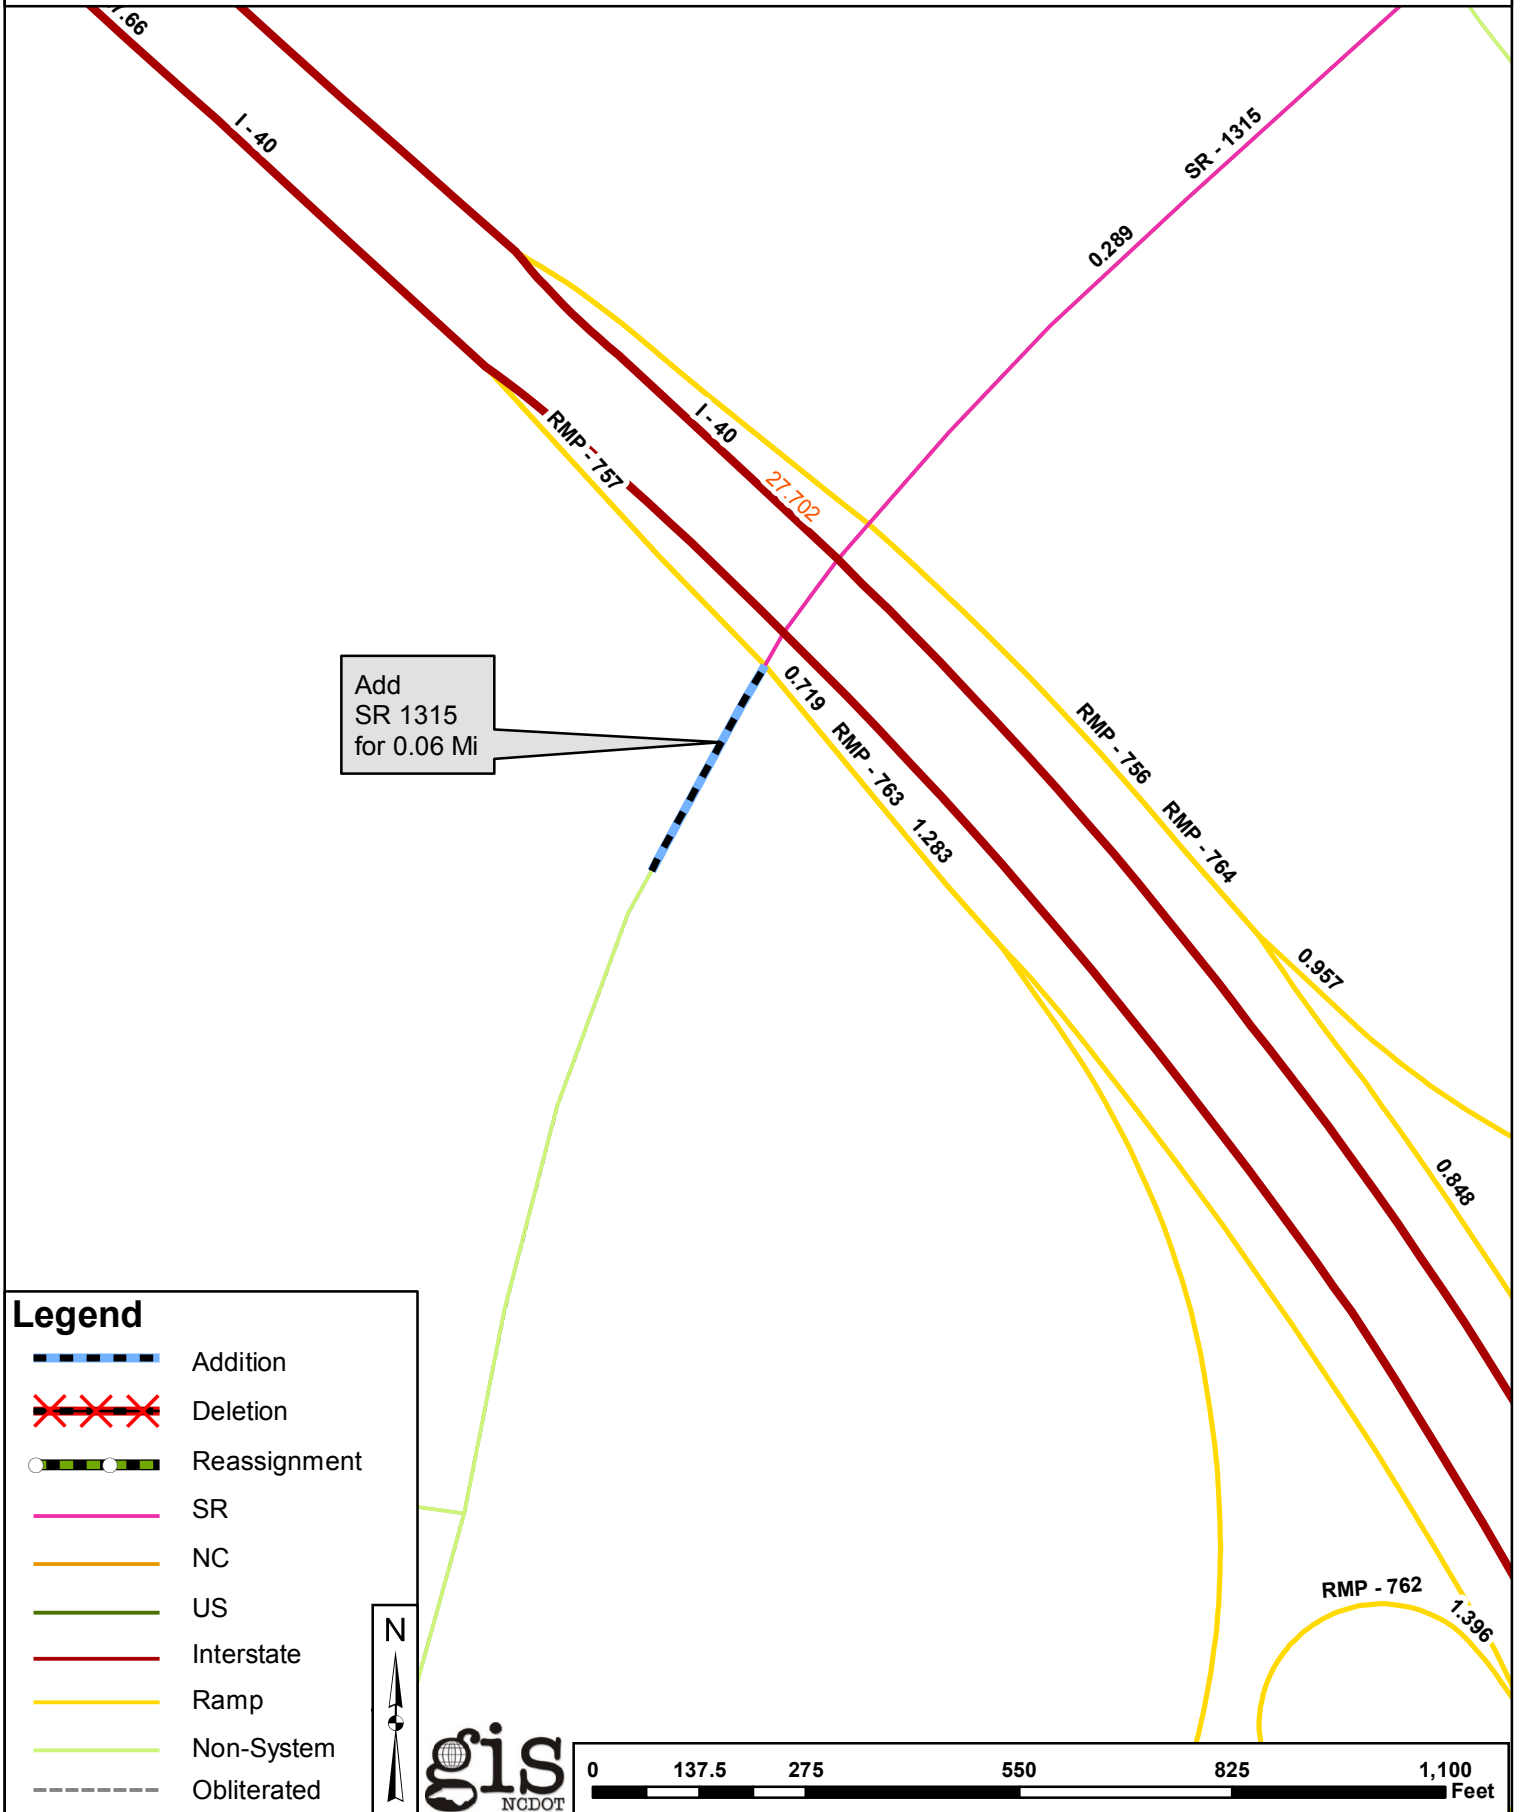 7.66
I - 40
SR - 1315
0.289
I - 40
RMP - 757
27.702
Add
SR 1315
for 0.06 Mi
0.719
RMP - 763
1.283
RMP - 756
RMP - 764
0.957
0.848
RMP - 762
1.396
Legend
Addition
Deletion
Reassignment
SR
NC
US
Interstate
Ramp
Non-System
Obliterated
N
gis
NCDOT
0 137.5 275 550 825 1,100
Feet